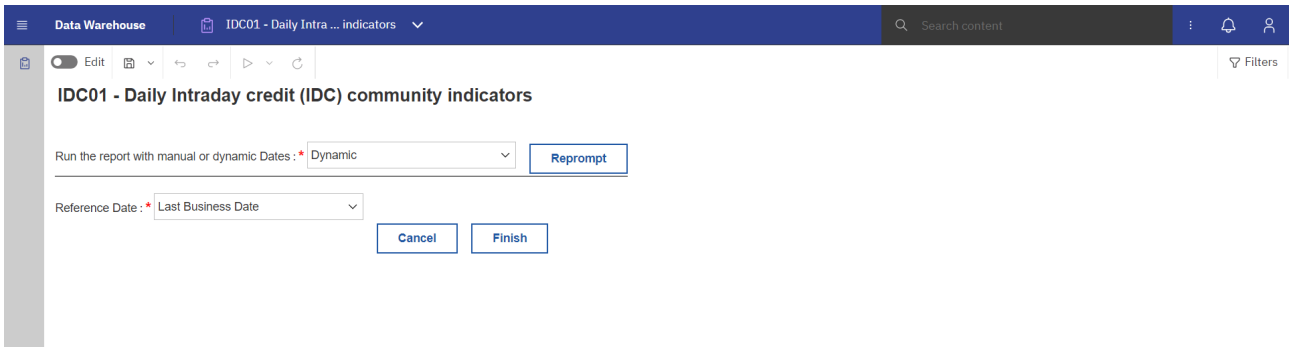 Data Warehouse IDC01 - Daily Intra ... indicators Search content
Edit Filters
IDC01 - Daily Intraday credit (IDC) community indicators
Run the report with manual or dynamic Dates : * Dynamic Reprompt
Reference Date : * Last Business Date
Cancel Finish